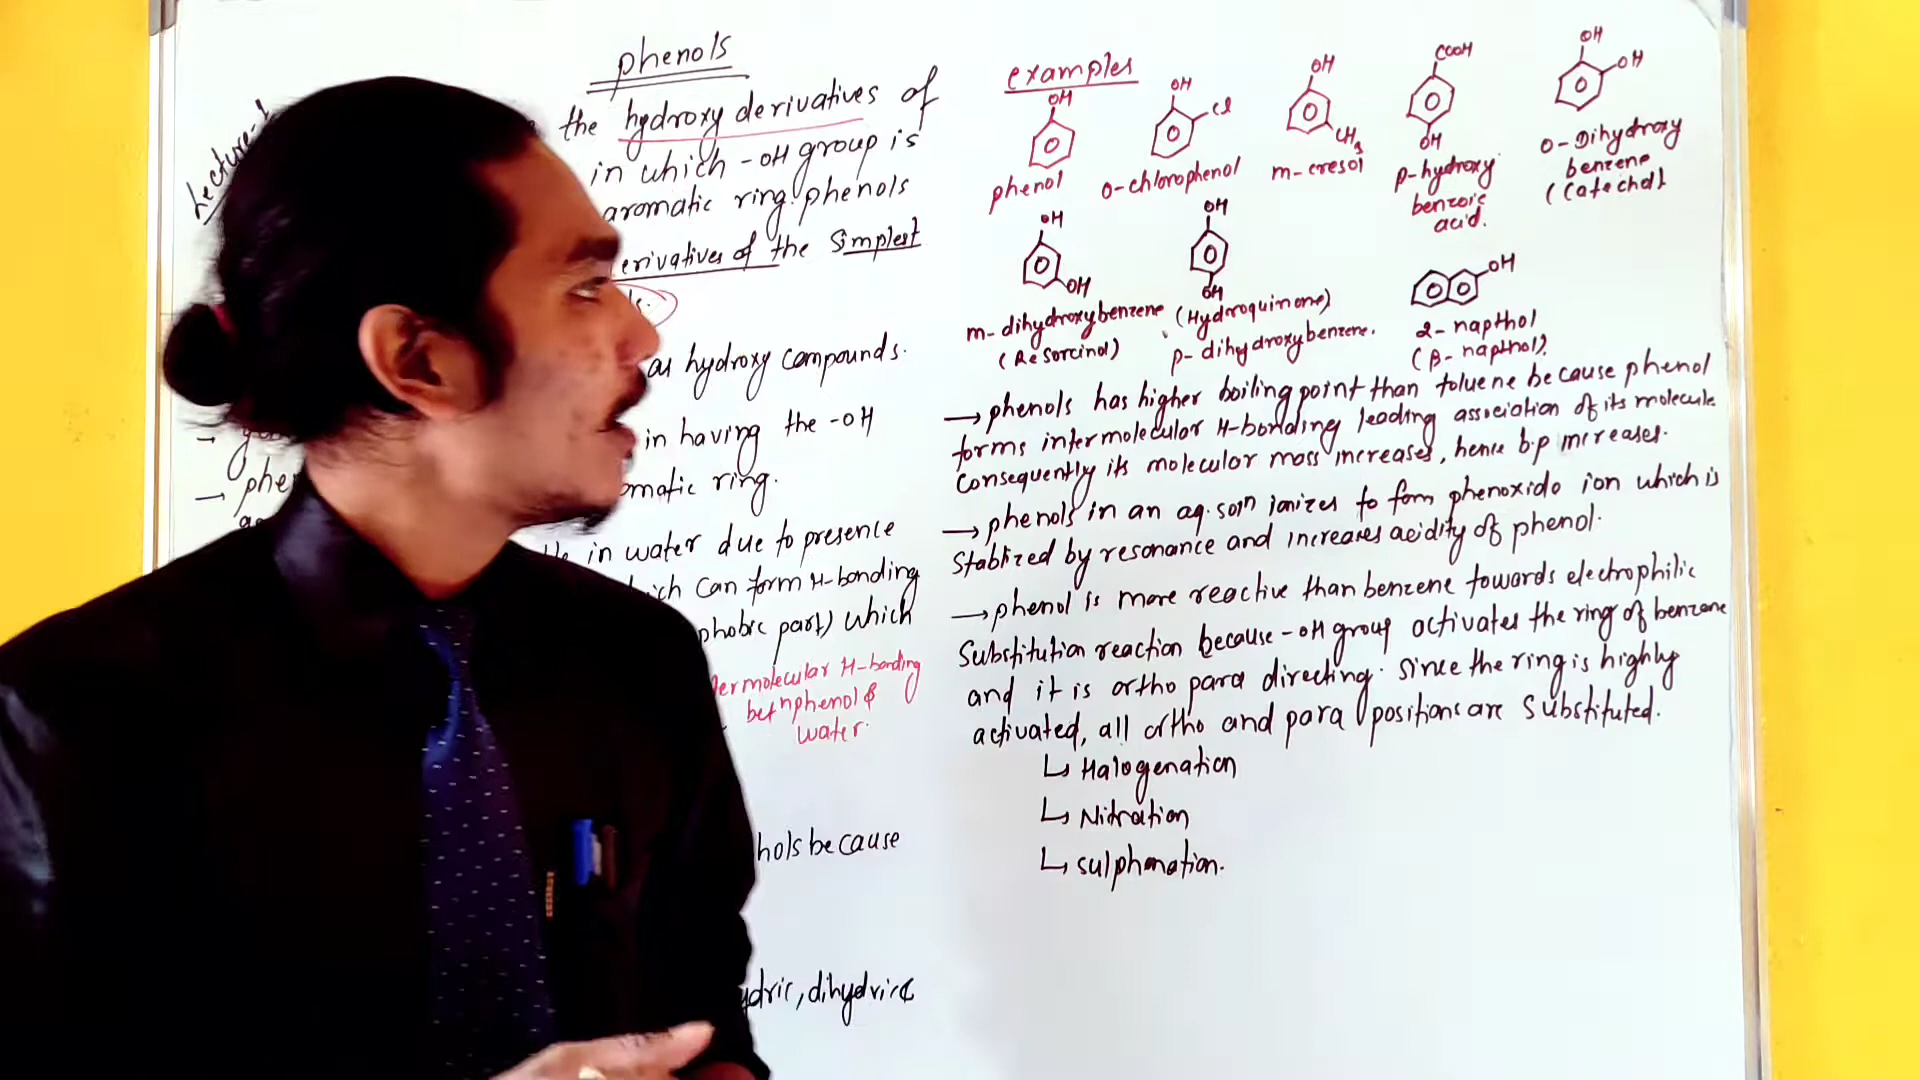 Lecture-1
phenols
the hydroxy derivatives of
in which -OH group is
aromatic ring. phenols
erivatives of the simplest
as hydroxy compounds.
in having the -OH
omatic ring.
phe
in water due to presence
ich can form H-bonding
phobic part) which
ermolecular H-bonding
betn phenol &
water.
hols because
ydric, dihydric &
examples
OH
phenol
OH
Cl
o-chlorophenol
OH
CH3
m-cresol
COOH
OH
p-hydroxy
benzoic
acid.
OH
OH
o-Dihydroxy
benzene
(Catechol)
OH
OH
m-dihydroxybenzene
(Resorcinol)
OH
OH
(Hydroquinone)
p-dihydroxybenzene.
OH
2-napthol
(β-napthol).
→ phenols has higher boiling point than toluene because phenol
forms intermolecular H-bonding leading association of its molecule
consequently its molecular mass increases, hence b.p increases.
→ phenols in an aq. soln ionizes to form phenoxide ion which is
stablized by resonance and increases acidity of phenol.
→ phenol is more reactive than benzene towards electrophilic
substitution reaction because -OH group activates the ring of benzene
and it is ortho para directing. Since the ring is highly
activated, all ortho and para positions are substituted.
↳ Halogenation
↳ Nitration
↳ sulphonation.